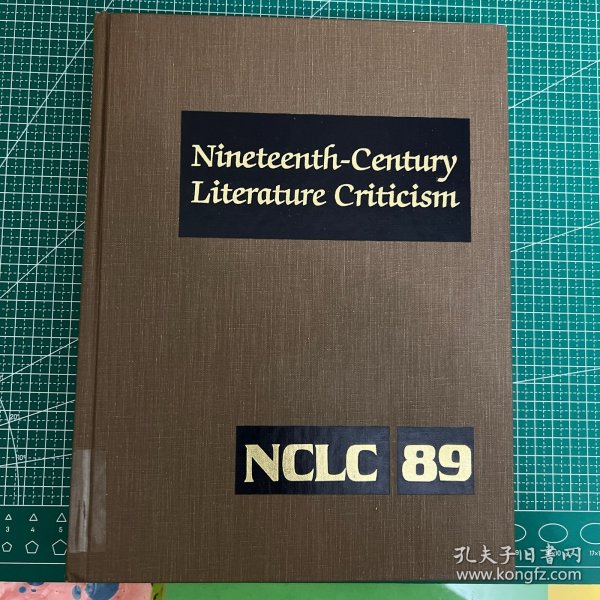 Nineteenth-Century
Literature Criticism
NCLC 89
孔夫子旧书网
www.kongfz.com